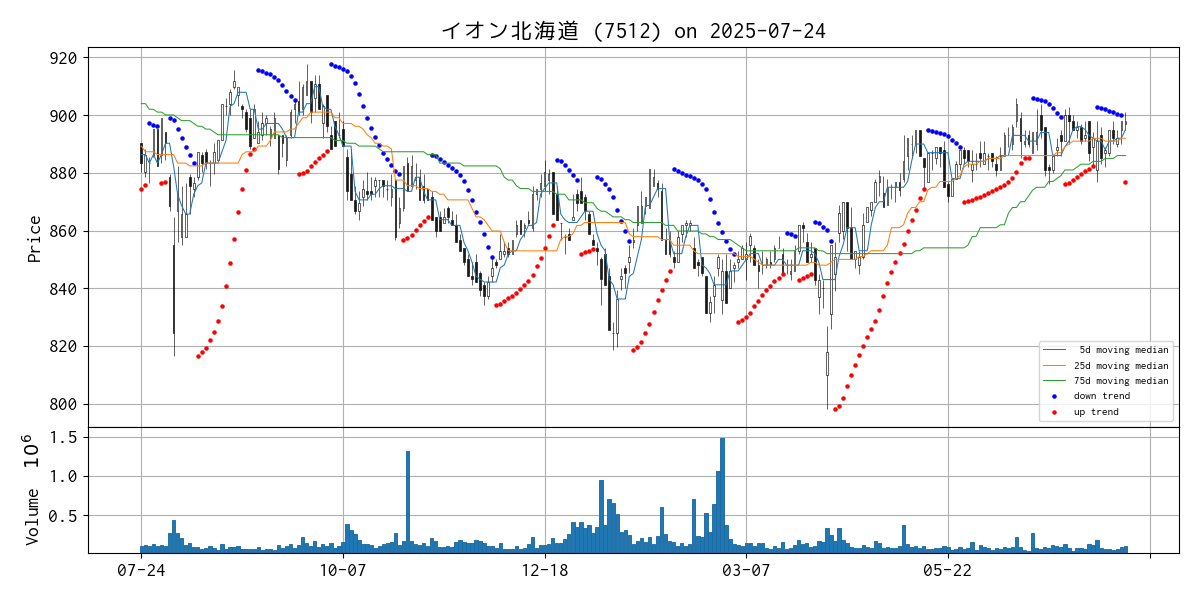 イオン北海道 (7512) on 2025-07-24
920
900
880
860
840
820
800
Price
5d moving median
25d moving median
75d moving median
down trend
up trend
1.5
1.0
0.5
Volume 10^6
07-24
10-07
12-18
03-07
05-22